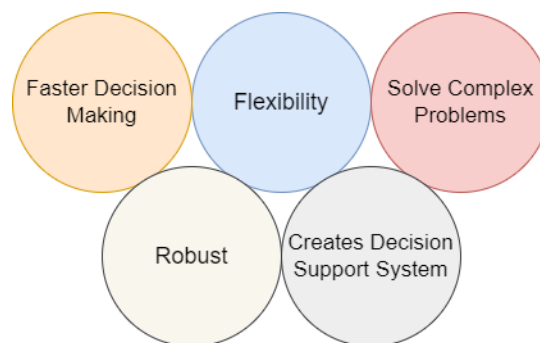 Faster Decision
Making
Flexibility
Solve Complex
Problems
Robust
Creates Decision
Support System